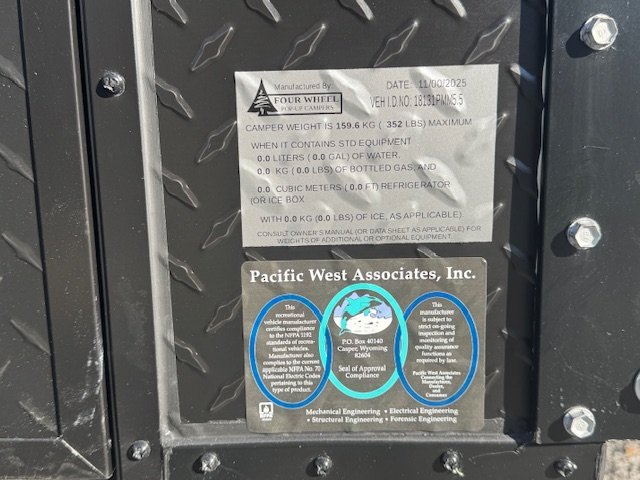 Manufactured By:
FOUR WHEEL
POP-UP CAMPERS
DATE: 11/00/2025
VEH I.D.NO: 18131PMM5.5
CAMPER WEIGHT IS 159.6 KG ( 352 LBS) MAXIMUM
WHEN IT CONTAINS STD EQUIPMENT
0.0 LITERS ( 0.0 GAL) OF WATER.
0.0 KG ( 0.0 LBS) OF BOTTLED GAS, AND
0.0 CUBIC METERS ( 0.0 FT) REFRIGERATOR
(OR ICE BOX
WITH 0.0 KG (0.0 LBS) OF ICE, AS APPLICABLE)
CONSULT OWNER'S MANUAL (OR DATA SHEET AS APPLICABLE) FOR
WEIGHTS OF ADDITIONAL OR OPTIONAL EQUIPMENT.
Pacific West Associates, Inc.
This
recreational
vehicle manufacturer
certifies compliance
to the NFPA 1192
standards of recrea-
tional vehicles.
Manufacturer also
complies to the current
applicable NFPA No. 70
National Electric Codes
pertaining to this
type of product.
P.O. Box 40140
Casper, Wyoming
82604
Seal of Approval
Compliance
This
manufacturer
is subject to
strict on-going
inspection and
monitoring of
quality assurance
functions as
required by law.
Pacific West Associates
Connecting the
Manufacturer,
Dealer,
and
Consumer
Mechanical Engineering • Electrical Engineering
• Structural Engineering • Forensic Engineering